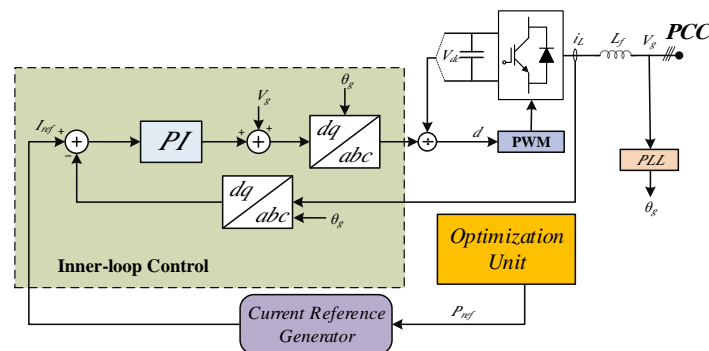 PCC
i_L
L_f
V_g
V_dc
θ_g
V_g
I_ref
+
+
+
+
−
PI
dq
abc
÷
d
PWM
PLL
θ_g
dq
abc
θ_g
Inner-loop Control
Optimization
Unit
P_ref
Current Reference
Generator